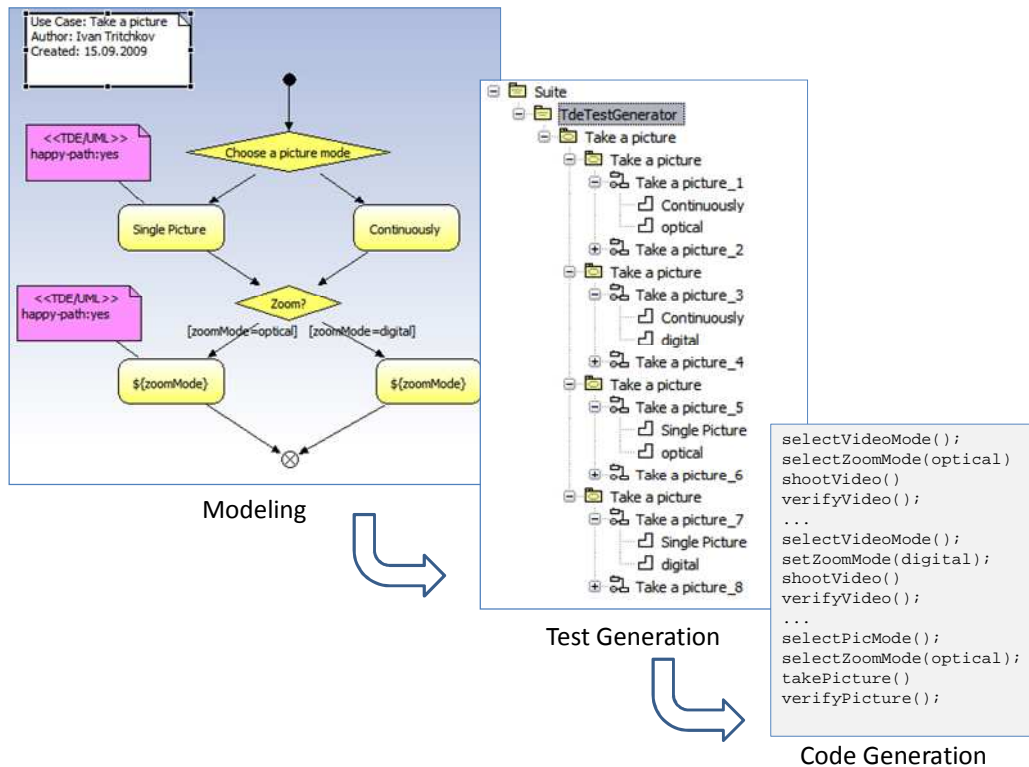 Use Case: Take a picture
Author: Ivan Tritchkov
Created: 15.09.2009
<<TDE/UML>>
happy-path:yes
Choose a picture mode
Single Picture
Continuously
<<TDE/UML>>
happy-path:yes
Zoom?
[zoomMode=optical] [zoomMode=digital]
${zoomMode}
${zoomMode}
Modeling
Suite
TdeTestGenerator
Take a picture
Take a picture
Take a picture_1
Continuously
optical
Take a picture_2
Take a picture
Take a picture_3
Continuously
digital
Take a picture_4
Take a picture
Take a picture_5
Single Picture
optical
Take a picture_6
Take a picture
Take a picture_7
Single Picture
digital
Take a picture_8
Test Generation
selectVideoMode();
selectZoomMode(optical)
shootVideo()
verifyVideo();
...
selectVideoMode();
setZoomMode(digital);
shootVideo()
verifyVideo();
...
selectPicMode();
selectZoomMode(optical);
takePicture()
verifyPicture();
Code Generation